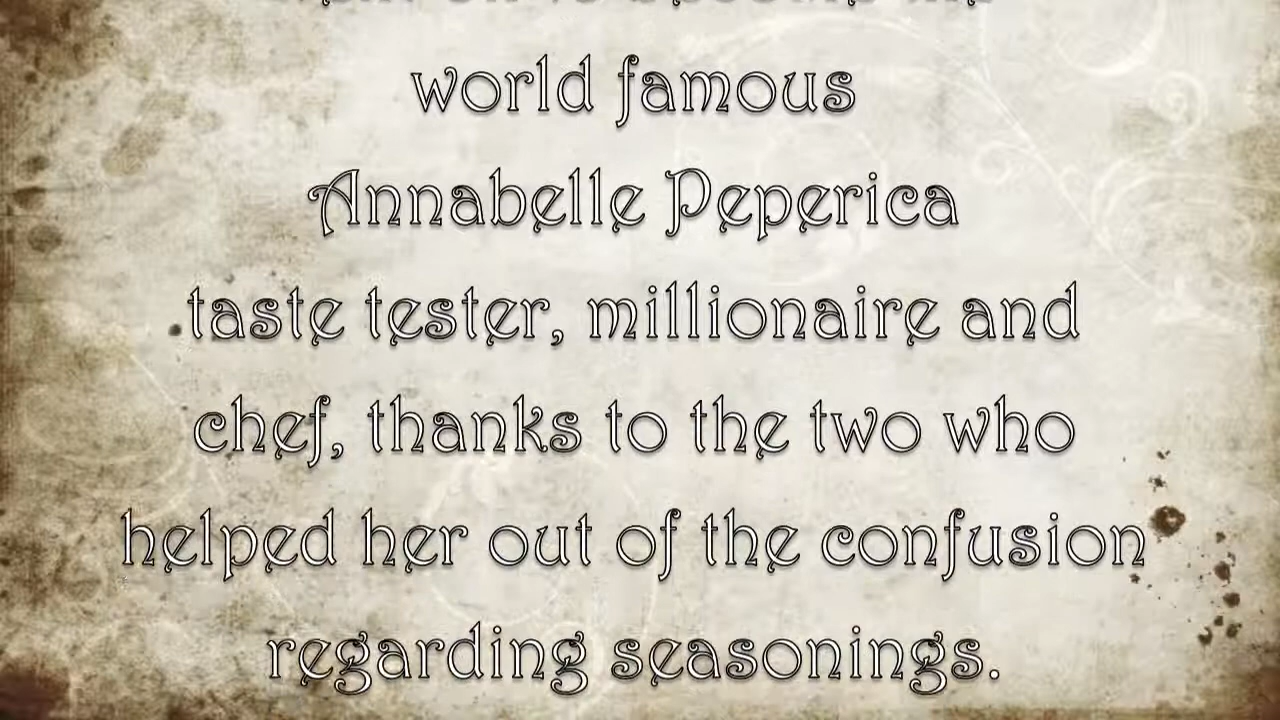 world famous
Annabelle Peperica
taste tester, millionaire and
chef, thanks to the two who
helped her out of the confusion
regarding seasonings.